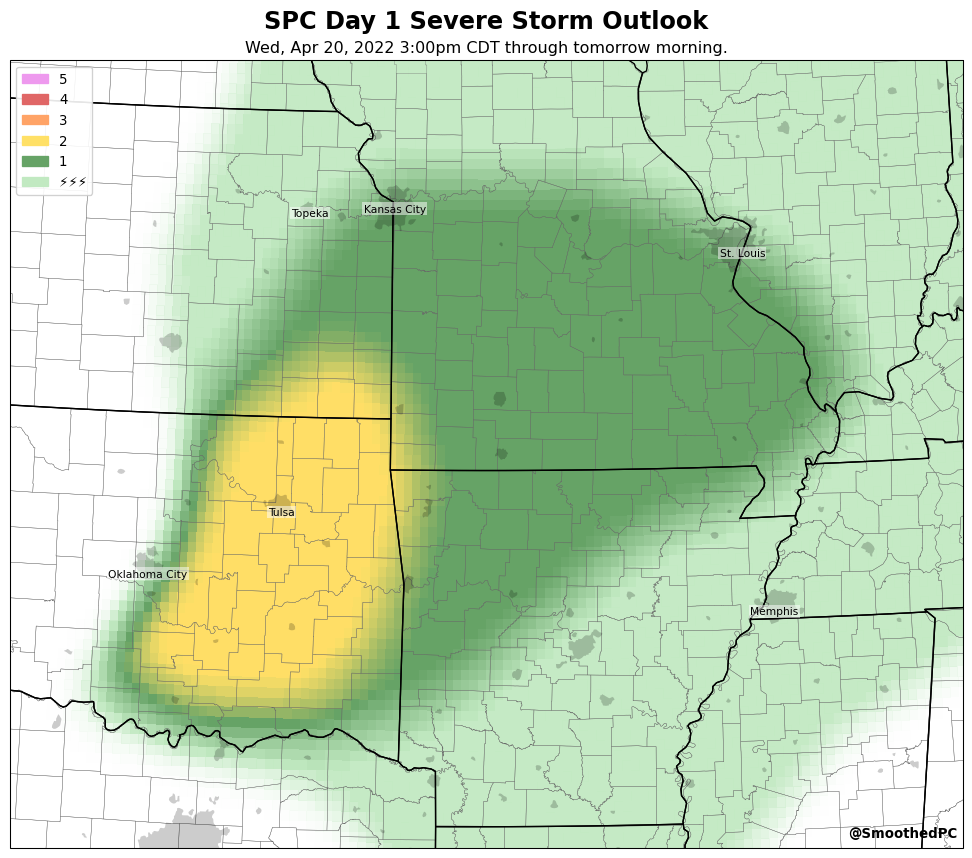 SPC Day 1 Severe Storm Outlook
Wed, Apr 20, 2022 3:00pm CDT through tomorrow morning.
5
4
3
2
1
⚡⚡⚡
Topeka
Kansas City
St. Louis
Tulsa
Oklahoma City
Memphis
@SmoothedPC